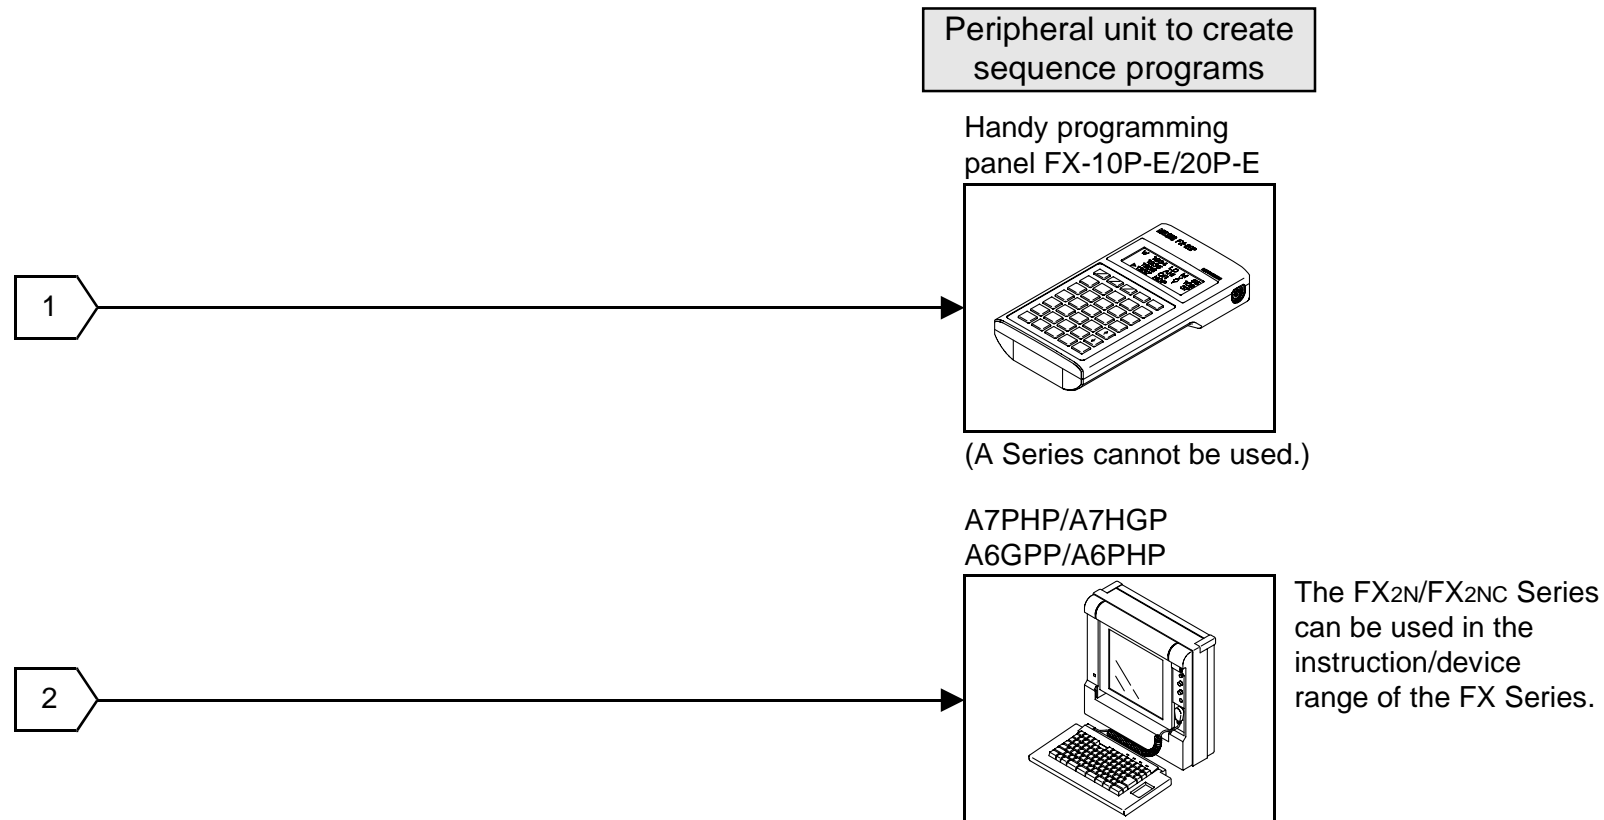 Peripheral unit to create
sequence programs
Handy programming
panel FX-10P-E/20P-E
1
(A Series cannot be used.)
A7PHP/A7HGP
A6GPP/A6PHP
The FX2N/FX2NC Series
can be used in the
instruction/device
range of the FX Series.
2